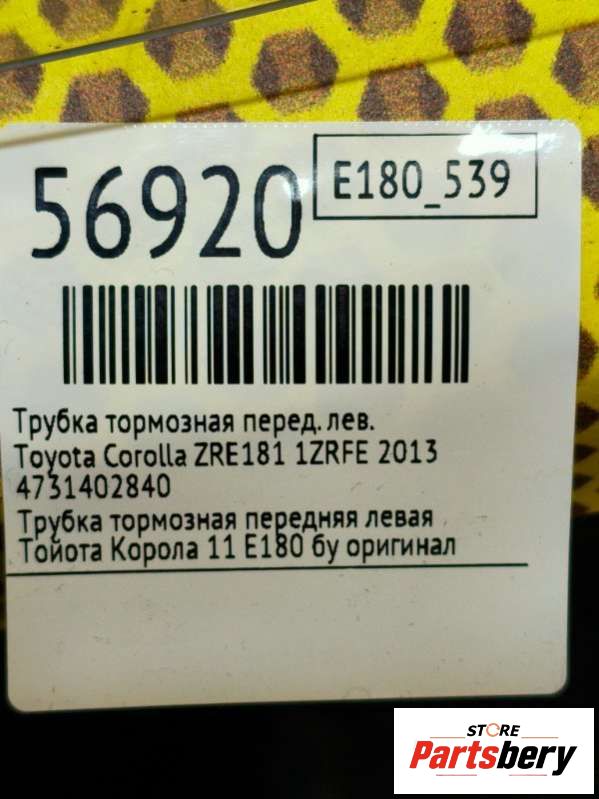 56920
E180_539
Трубка тормозная перед. лев.
Toyota Corolla ZRE181 1ZRFE 2013
4731402840
Трубка тормозная передняя левая
Тойота Корола 11 Е180 бу оригинал
STORE
Partsbery